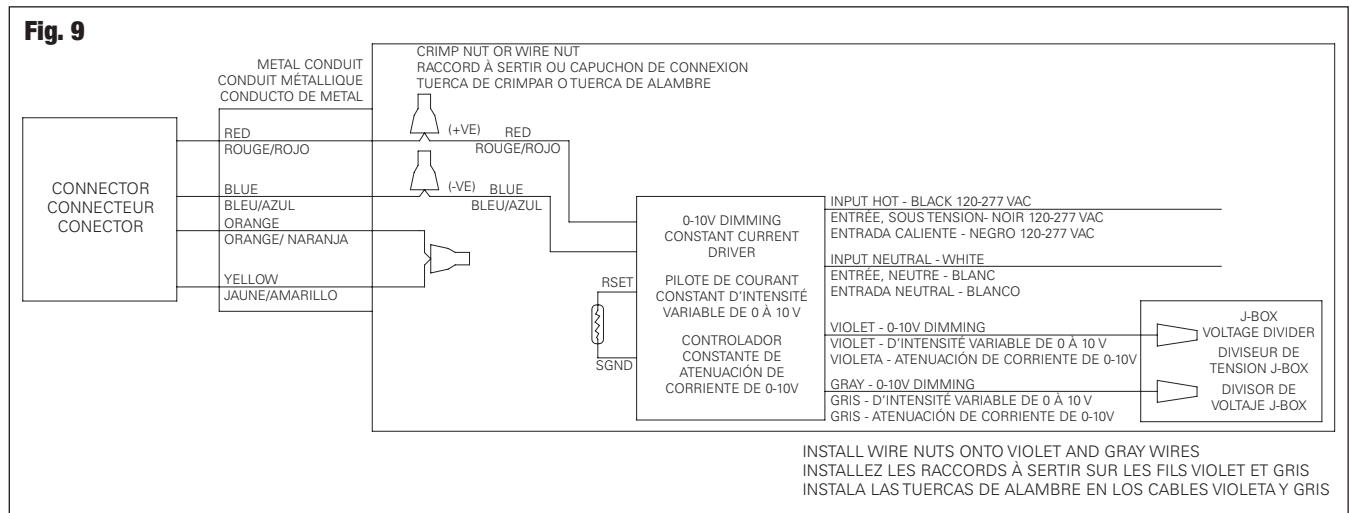 Fig. 9
METAL CONDUIT
CONDUIT MÉTALLIQUE
CONDUCTO DE METAL
CRIMP NUT OR WIRE NUT
RACCORD À SERTIR OU CAPUCHON DE CONNEXION
TUERCA DE CRIMPAR O TUERCA DE ALAMBRE
CONNECTOR
CONNECTEUR
CONECTOR
RED
ROUGE/ROJO
BLUE
BLEU/AZUL
ORANGE
ORANGE/ NARANJA
YELLOW
JAUNE/AMARILLO
(+VE)
RED
ROUGE/ROJO
(-VE)
BLUE
BLEU/AZUL
RSET
SGND
0-10V DIMMING
CONSTANT CURRENT
DRIVER
PILOTE DE COURANT
CONSTANT D'INTENSITÉ
VARIABLE DE 0 À 10 V
CONTROLADOR
CONSTANTE DE
ATENUACIÓN DE
CORRIENTE DE 0-10V
INPUT HOT - BLACK 120-277 VAC
ENTRÉE, SOUS TENSION- NOIR 120-277 VAC
ENTRADA CALIENTE - NEGRO 120-277 VAC
INPUT NEUTRAL - WHITE
ENTRÉE, NEUTRE - BLANC
ENTRADA NEUTRAL - BLANCO
VIOLET - 0-10V DIMMING
VIOLET - D'INTENSITÉ VARIABLE DE 0 À 10 V
VIOLETA - ATENUACIÓN DE CORRIENTE DE 0-10V
GRAY - 0-10V DIMMING
GRIS - D'INTENSITÉ VARIABLE DE 0 À 10 V
GRIS - ATENUACIÓN DE CORRIENTE DE 0-10V
J-BOX
VOLTAGE DIVIDER
DIVISEUR DE
TENSION J-BOX
DIVISOR DE
VOLTAJE J-BOX
INSTALL WIRE NUTS ONTO VIOLET AND GRAY WIRES
INSTALLEZ LES RACCORDS À SERTIR SUR LES FILS VIOLET ET GRIS
INSTALA LAS TUERCAS DE ALAMBRE EN LOS CABLES VIOLETA Y GRIS